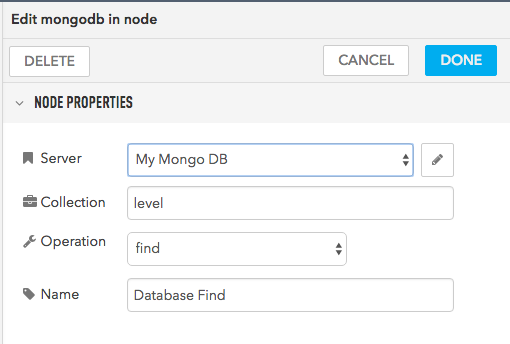 Edit mongodb in node
DELETE CANCEL DONE
NODE PROPERTIES
Server My Mongo DB
Collection level
Operation find
Name Database Find